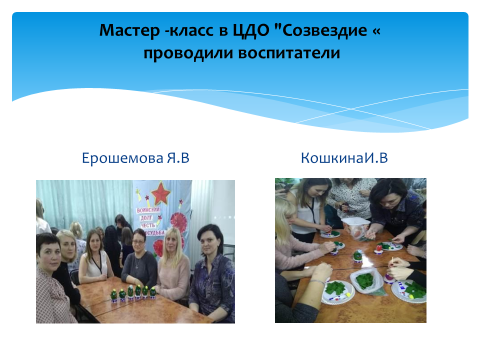 Мастер -класс в ЦДО "Созвездие «
проводили воспитатели
Ерошемова Я.В
КошкинаИ.В